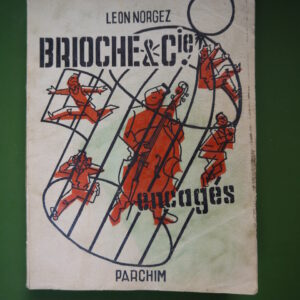 LEON NORGEZ
BRIOCHE & Cie
encagés
PARCHIM